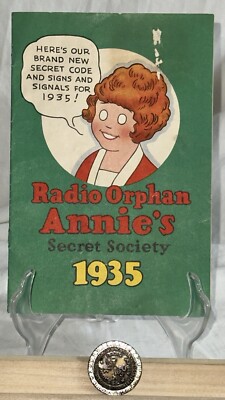 HERE'S OUR
BRAND NEW
SECRET CODE
AND SIGNS AND
SIGNALS FOR
1935!
Radio Orphan
Annie's
Secret Society
1935